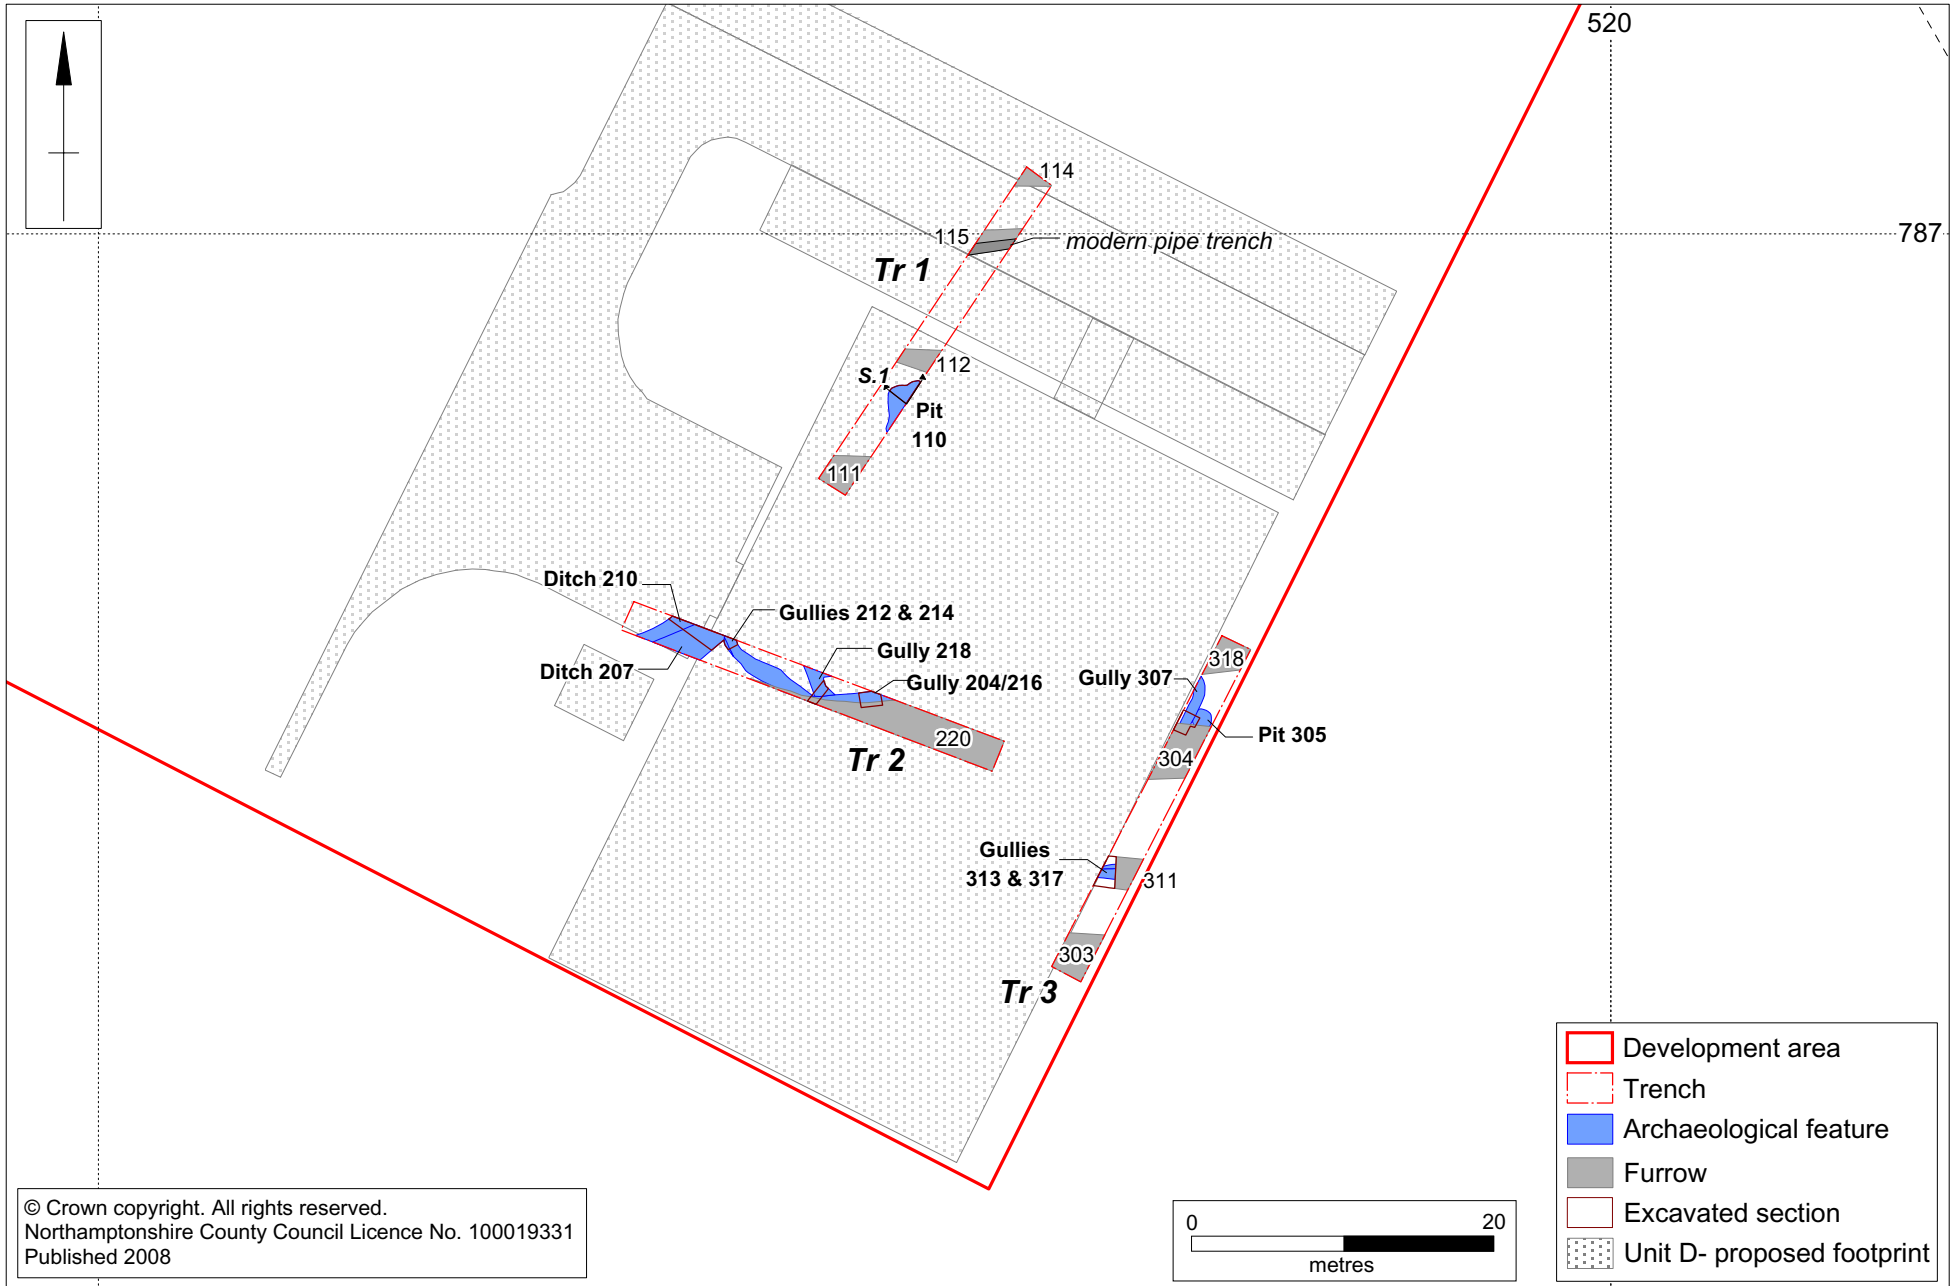 520
787
114
115
modern pipe trench
Tr 1
112
S.1
Pit
110
111
Ditch 210
Gullies 212 & 214
Ditch 207
Gully 218
Gully 204/216
220
Tr 2
318
Gully 307
Pit 305
304
Gullies
313 & 317
311
303
Tr 3
Development area
Trench
Archaeological feature
Furrow
Excavated section
Unit D- proposed footprint
© Crown copyright. All rights reserved.
Northamptonshire County Council Licence No. 100019331
Published 2008
0 20
metres